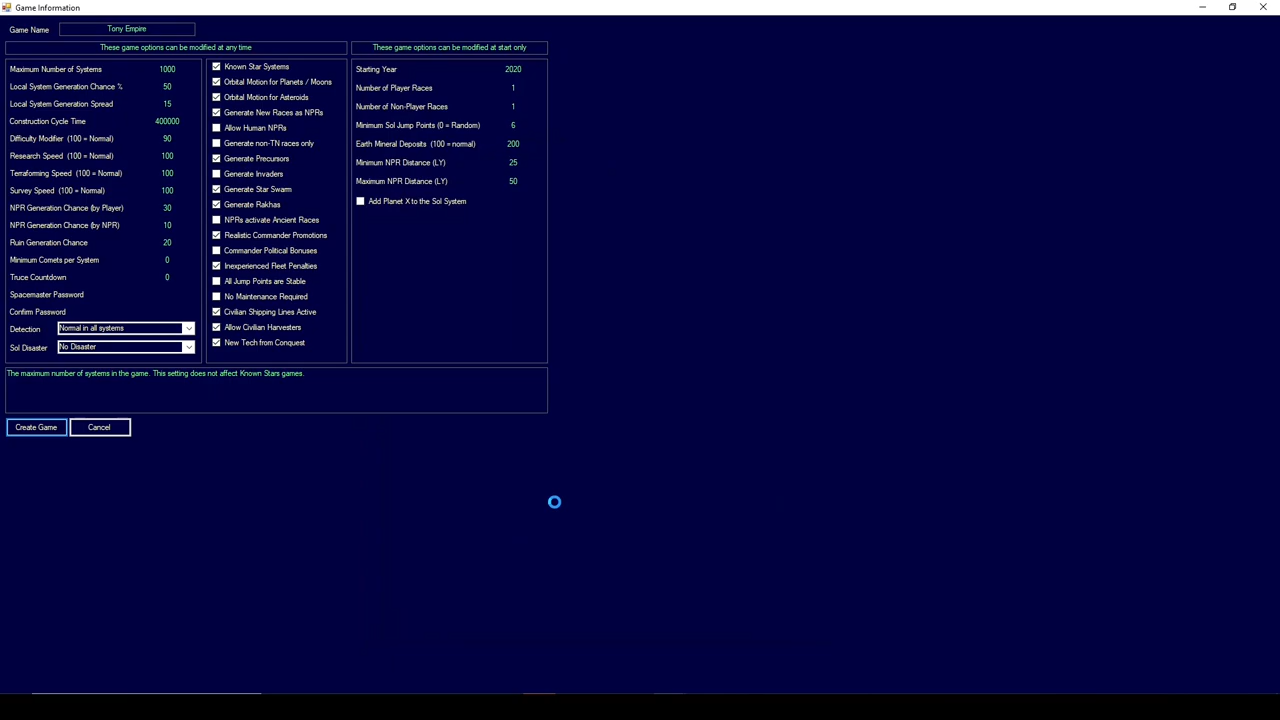 Game Information
Game Name Tony Empire
These game options can be modified at any time
These game options can be modified at start only
Maximum Number of Systems 1000
Local System Generation Chance % 50
Local System Generation Spread 15
Construction Cycle Time 400000
Difficulty Modifier (100 = Normal) 90
Research Speed (100 = Normal) 100
Terraforming Speed (100 = Normal) 100
Survey Speed (100 = Normal) 100
NPR Generation Chance (by Player) 30
NPR Generation Chance (by NPR) 10
Ruin Generation Chance 20
Minimum Comets per System 0
Truce Countdown 0
Spacemaster Password
Confirm Password
Detection Normal in all systems
Sol Disaster No Disaster
Known Star Systems
Orbital Motion for Planets / Moons
Orbital Motion for Asteroids
Generate New Races as NPRs
Allow Human NPRs
Generate non-TN races only
Generate Precursors
Generate Invaders
Generate Star Swarm
Generate Rakhas
NPRs activate Ancient Races
Realistic Commander Promotions
Commander Political Bonuses
Inexperienced Fleet Penalties
All Jump Points are Stable
No Maintenance Required
Civilian Shipping Lines Active
Allow Civilian Harvesters
New Tech from Conquest
Starting Year 2020
Number of Player Races 1
Number of Non-Player Races 1
Minimum Sol Jump Points (0 = Random) 6
Earth Mineral Deposits (100 = normal) 200
Minimum NPR Distance (LY) 25
Maximum NPR Distance (LY) 50
Add Planet X to the Sol System
The maximum number of systems in the game. This setting does not affect Known Stars games.
Create Game Cancel